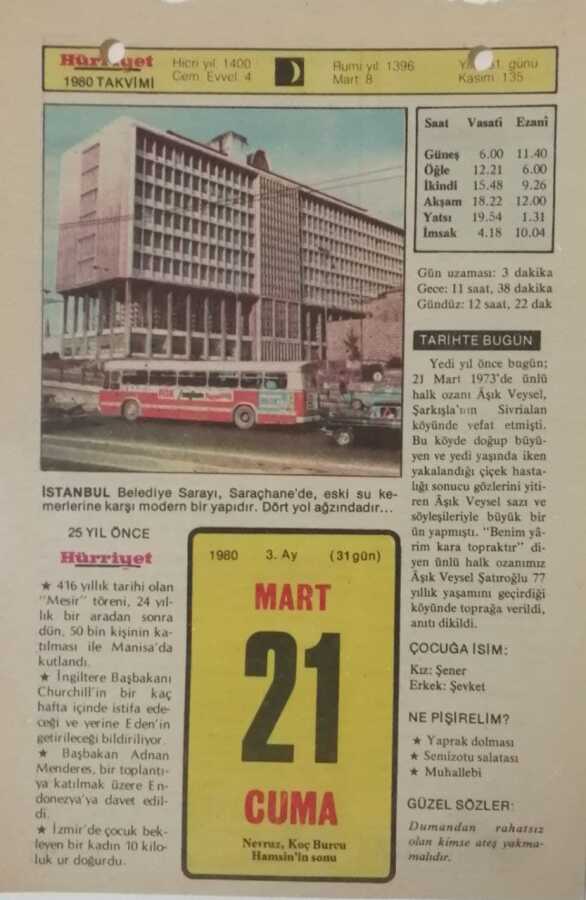 Hürriyet
1980 TAKVİMİ
Hicri yıl 1400
Cem. Evvel. 4
Rumi yıl 1396
Mart 8
günü
Kasım 135
Saat Vasati Ezanî
Güneş 6.00 11.40
Öğle 12.21 6.00
İkindi 15.48 9.26
Akşam 18.22 12.00
Yatsı 19.54 1.31
İmsak 4.18 10.04
Gün uzaması: 3 dakika
Gece: 11 saat, 38 dakika
Gündüz: 12 saat, 22 dak
İSTANBUL Belediye Sarayı, Saraçhane'de, eski su ke-
merlerine karşı modern bir yapıdır. Dört yol ağzındadır...
TARİHTE BUGÜN
Yedi yıl önce bugün;
21 Mart 1973'de ünlü
halk ozanı Âşık Veysel,
Şarkışla'nın Sivrialan
köyünde vefat etmişti.
Bu köyde doğup büyü-
yen ve yedi yaşında iken
yakalandığı çiçek hasta-
lığı sonucu gözlerini yiti-
ren Âşık Veysel sazı ve
söyleşileriyle büyük bir
ün yapmıştı. "Benim yâ-
rim kara topraktır" di-
yen ünlü halk ozanımız
Âşık Veysel Şatıroğlu 77
yıllık yaşamını geçirdiği
köyünde toprağa verildi,
anıtı dikildi.
25 YIL ÖNCE
Hürriyet
★ 416 yıllık tarihi olan
"Mesir" töreni, 24 yıl-
lık bir aradan sonra
dün, 50 bin kişinin ka-
tılması ile Manisa'da
kutlandı.
★ İngiltere Başbakanı
Churchill'in bir kaç
hafta içinde istifa ede-
ceği ve yerine Eden'in
getirileceği bildiriliyor.
★ Başbakan Adnan
Menderes, bir toplantı-
ya katılmak üzere En-
donezya'ya davet edil-
di.
★ İzmir'de çocuk bek-
leyen bir kadın 10 kilo-
luk ur doğurdu.
1980 3. Ay (31 gün)
MART
21
CUMA
Nevruz, Koç Burcu
Hamsin'in sonu
ÇOCUĞA İSİM:
Kız: Şener
Erkek: Şevket
NE PİŞİRELİM?
★ Yaprak dolması
★ Semizotu salatası
★ Muhallebi
GÜZEL SÖZLER:
Dumandan rahatsız
olan kimse ateş yakma-
malıdır.